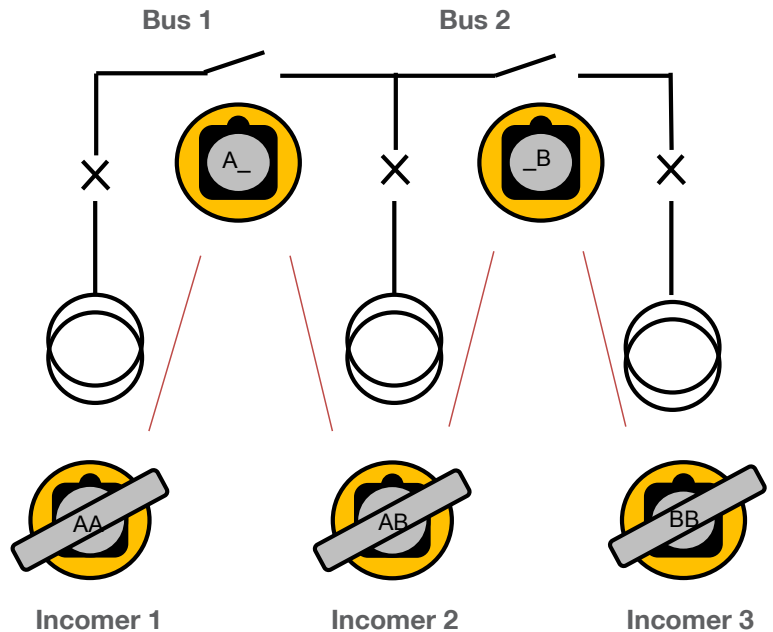 Bus 1
Bus 2
A_
_B
AA
AB
BB
Incomer 1
Incomer 2
Incomer 3